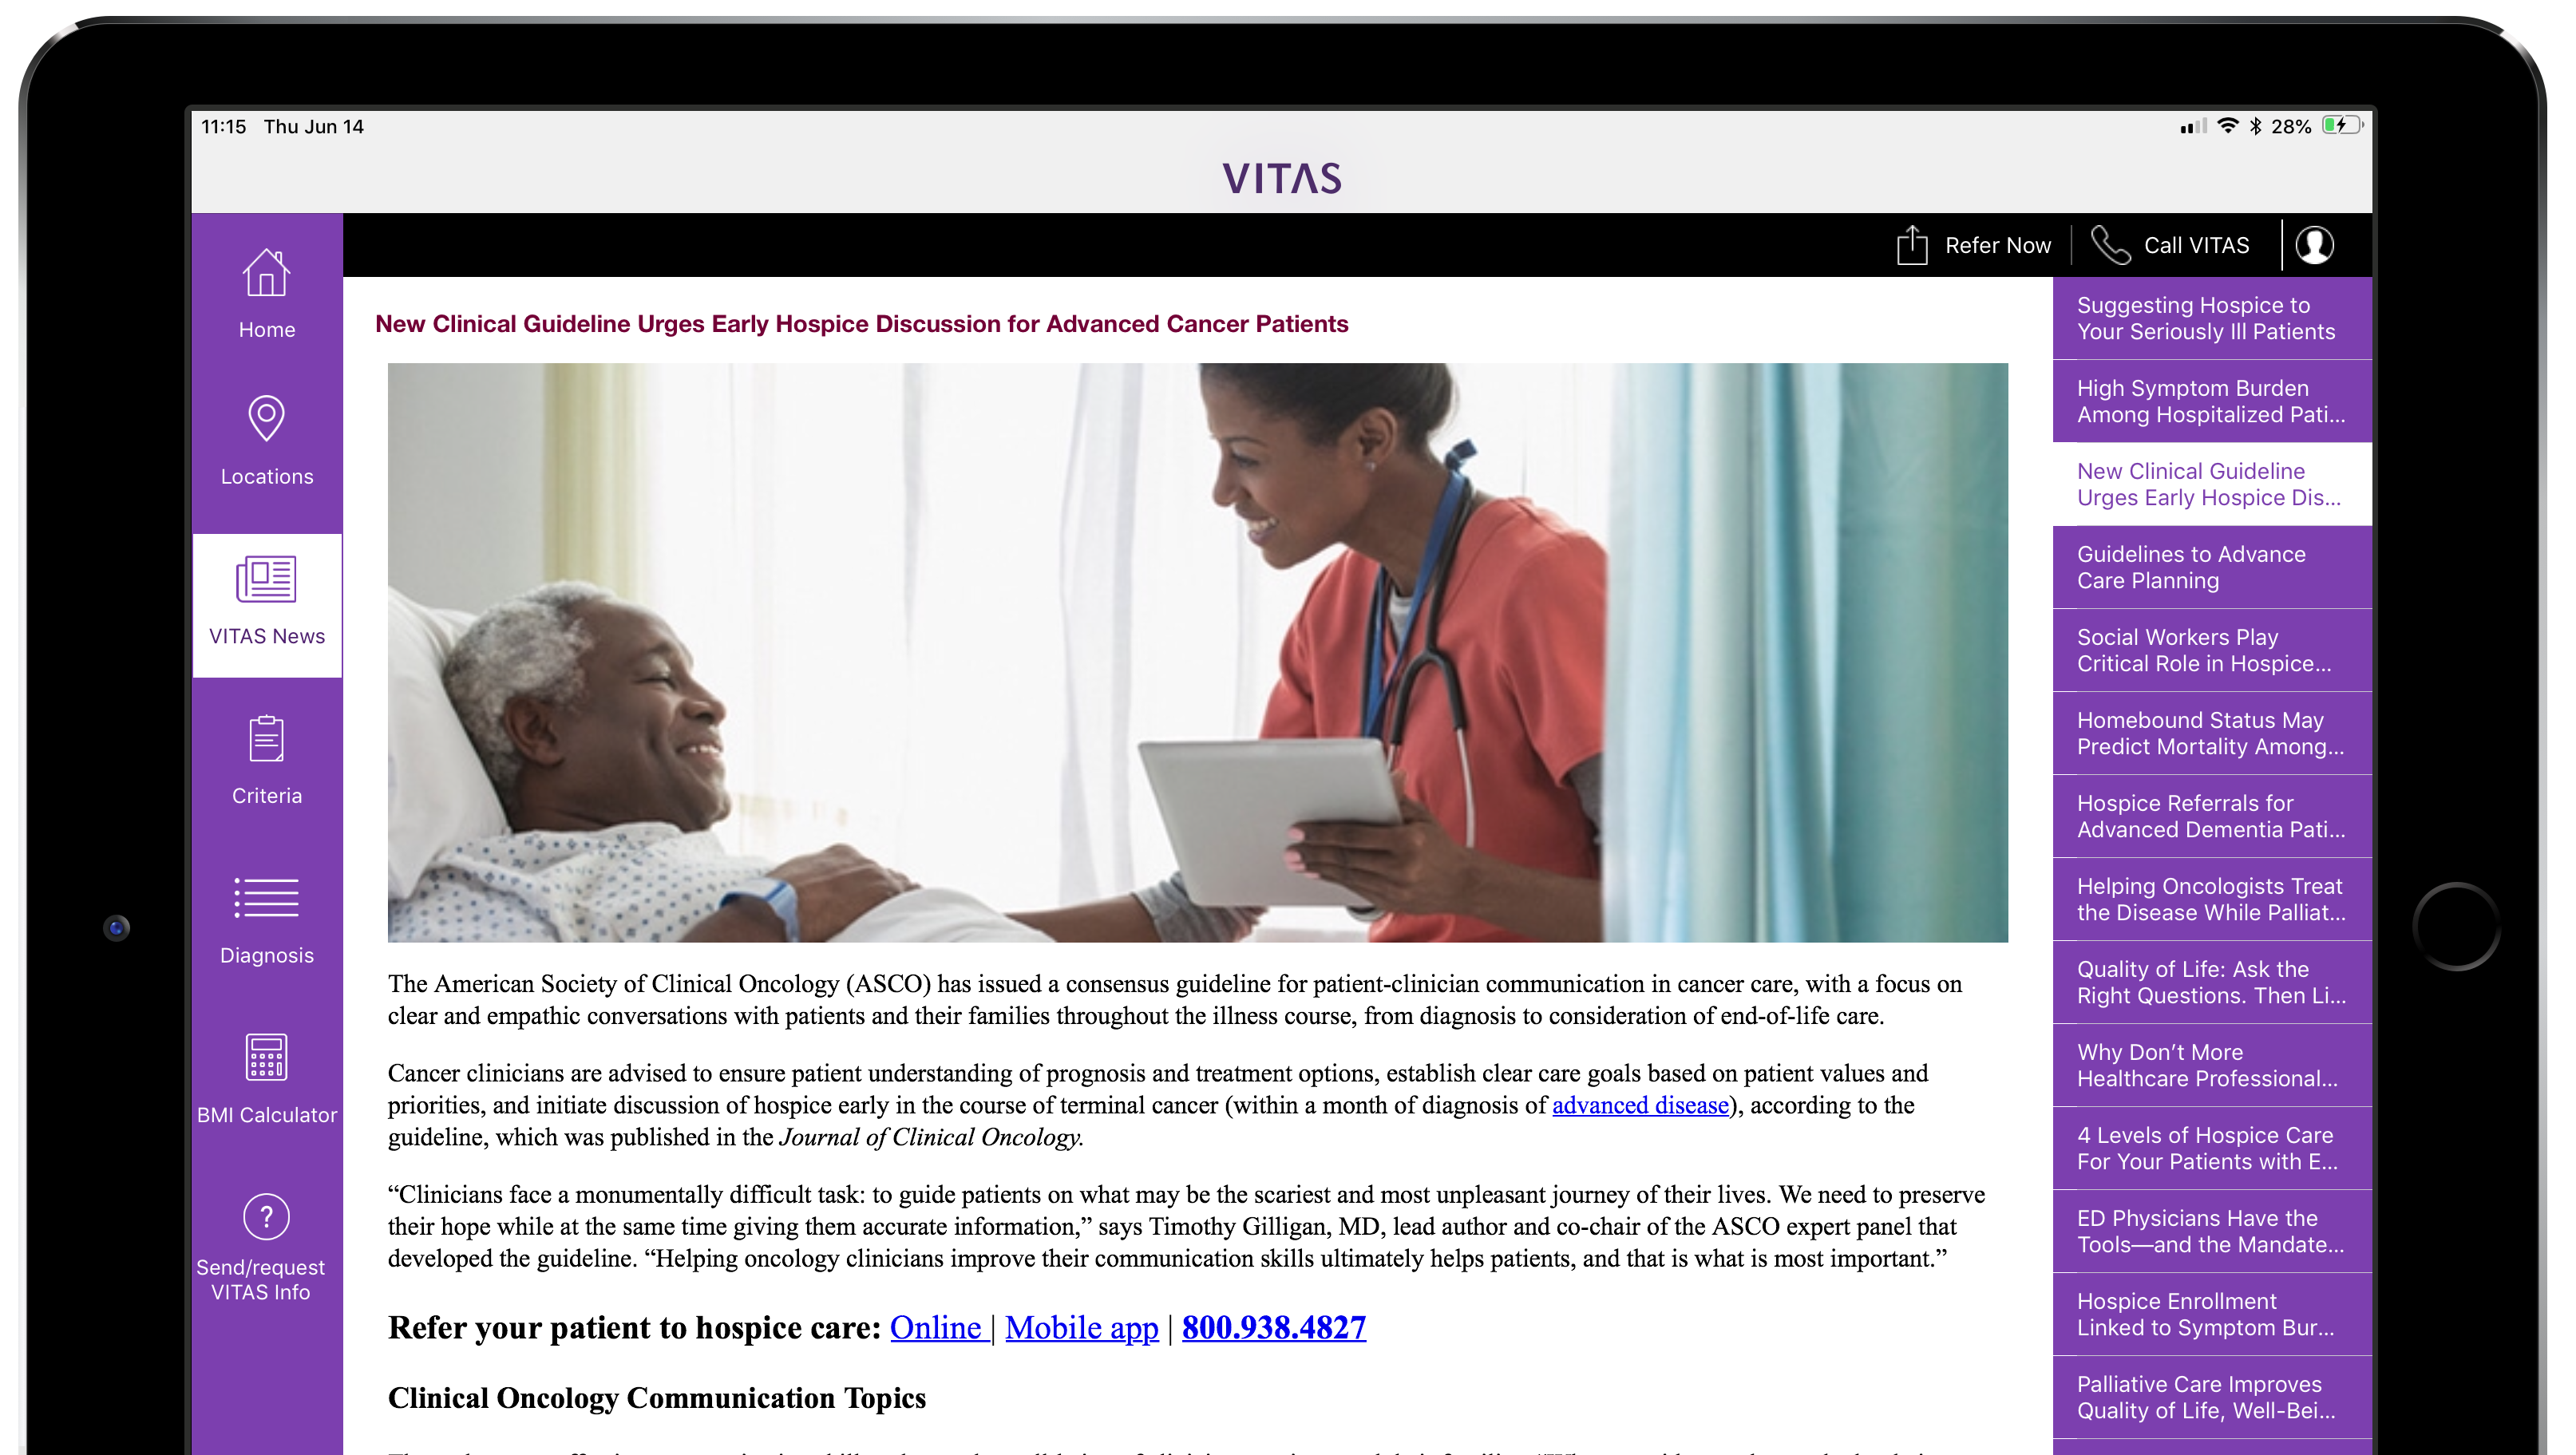 11:15 Thu Jun 14
28%
VITAS
Refer Now
Call VITAS
Home
Locations
VITAS News
Criteria
Diagnosis
BMI Calculator
?
Send/request
VITAS Info
New Clinical Guideline Urges Early Hospice Discussion for Advanced Cancer Patients
The American Society of Clinical Oncology (ASCO) has issued a consensus guideline for patient-clinician communication in cancer care, with a focus on
clear and empathic conversations with patients and their families throughout the illness course, from diagnosis to consideration of end-of-life care.
Cancer clinicians are advised to ensure patient understanding of prognosis and treatment options, establish clear care goals based on patient values and
priorities, and initiate discussion of hospice early in the course of terminal cancer (within a month of diagnosis of advanced disease), according to the
guideline, which was published in the Journal of Clinical Oncology.
“Clinicians face a monumentally difficult task: to guide patients on what may be the scariest and most unpleasant journey of their lives. We need to preserve
their hope while at the same time giving them accurate information,” says Timothy Gilligan, MD, lead author and co-chair of the ASCO expert panel that
developed the guideline. “Helping oncology clinicians improve their communication skills ultimately helps patients, and that is what is most important.”
Refer your patient to hospice care: Online | Mobile app | 800.938.4827
Clinical Oncology Communication Topics
Suggesting Hospice to
Your Seriously Ill Patients
High Symptom Burden
Among Hospitalized Pati...
New Clinical Guideline
Urges Early Hospice Dis...
Guidelines to Advance
Care Planning
Social Workers Play
Critical Role in Hospice...
Homebound Status May
Predict Mortality Among...
Hospice Referrals for
Advanced Dementia Pati...
Helping Oncologists Treat
the Disease While Palliat...
Quality of Life: Ask the
Right Questions. Then Li...
Why Don’t More
Healthcare Professional...
4 Levels of Hospice Care
For Your Patients with E...
ED Physicians Have the
Tools—and the Mandate...
Hospice Enrollment
Linked to Symptom Bur...
Palliative Care Improves
Quality of Life, Well-Bei...